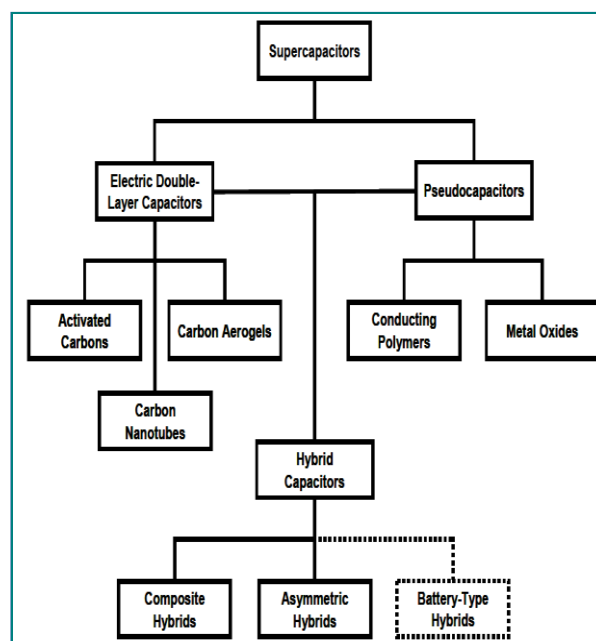 Supercapacitors
Electric Double-
Layer Capacitors
Pseudocapacitors
Activated
Carbons
Carbon Aerogels
Conducting
Polymers
Metal Oxides
Carbon
Nanotubes
Hybrid
Capacitors
Composite
Hybrids
Asymmetric
Hybrids
Battery-Type
Hybrids